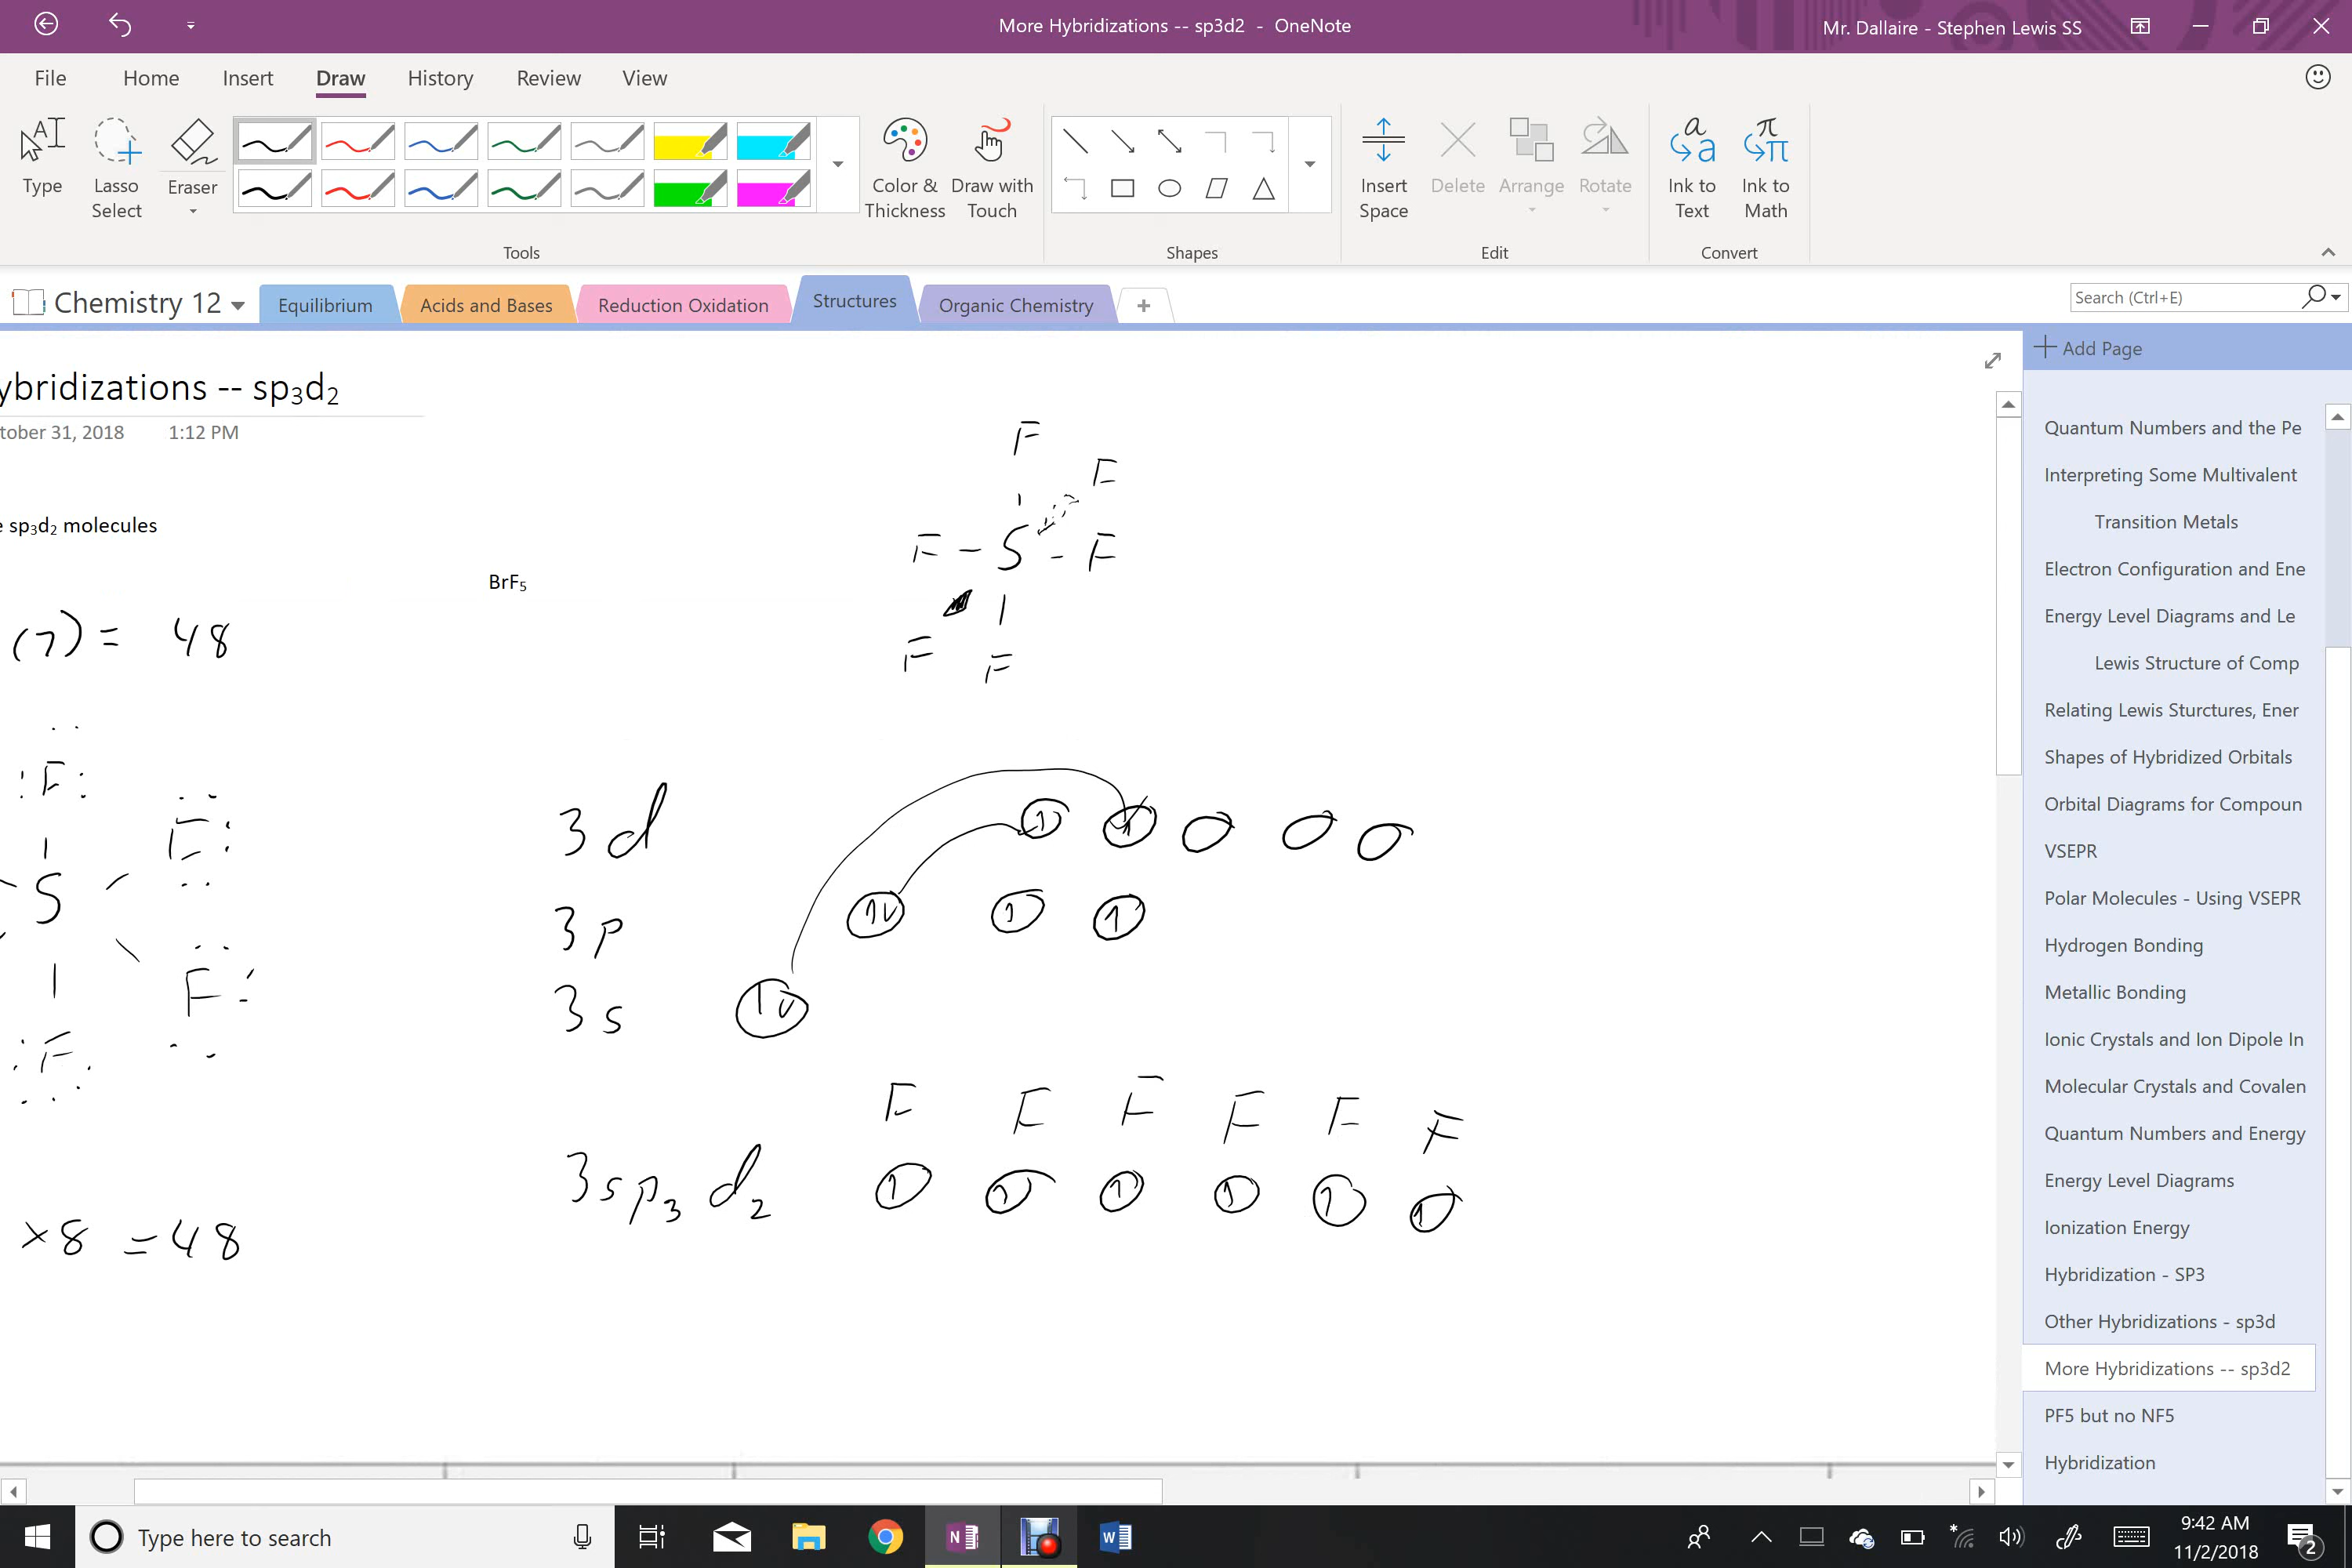 More Hybridizations -- sp3d2 - OneNote
Mr. Dallaire - Stephen Lewis SS
File Home Insert Draw History Review View
Type
Lasso Select
Eraser
Color & Thickness
Draw with Touch
Insert Space
Delete
Arrange
Rotate
Ink to Text
Ink to Math
Tools
Shapes
Edit
Convert
Chemistry 12
Equilibrium
Acids and Bases
Reduction Oxidation
Structures
Organic Chemistry
+
Search (Ctrl+E)
Add Page
ybridizations -- sp₃d₂
tober 31, 2018 1:12 PM
e sp₃d₂ molecules
BrF₅
(7) = 48
F
F
F - S - F
F F
:F:
F:
S
F:
:F.
× 8 = 48
3d
3p
3s
F F F F F F
3sp₃d₂
Quantum Numbers and the Pe
Interpreting Some Multivalent
Transition Metals
Electron Configuration and Ene
Energy Level Diagrams and Le
Lewis Structure of Comp
Relating Lewis Sturctures, Ener
Shapes of Hybridized Orbitals
Orbital Diagrams for Compoun
VSEPR
Polar Molecules - Using VSEPR
Hydrogen Bonding
Metallic Bonding
Ionic Crystals and Ion Dipole In
Molecular Crystals and Covalen
Quantum Numbers and Energy
Energy Level Diagrams
Ionization Energy
Hybridization - SP3
Other Hybridizations - sp3d
More Hybridizations -- sp3d2
PF5 but no NF5
Hybridization
Type here to search
9:42 AM
11/2/2018
2